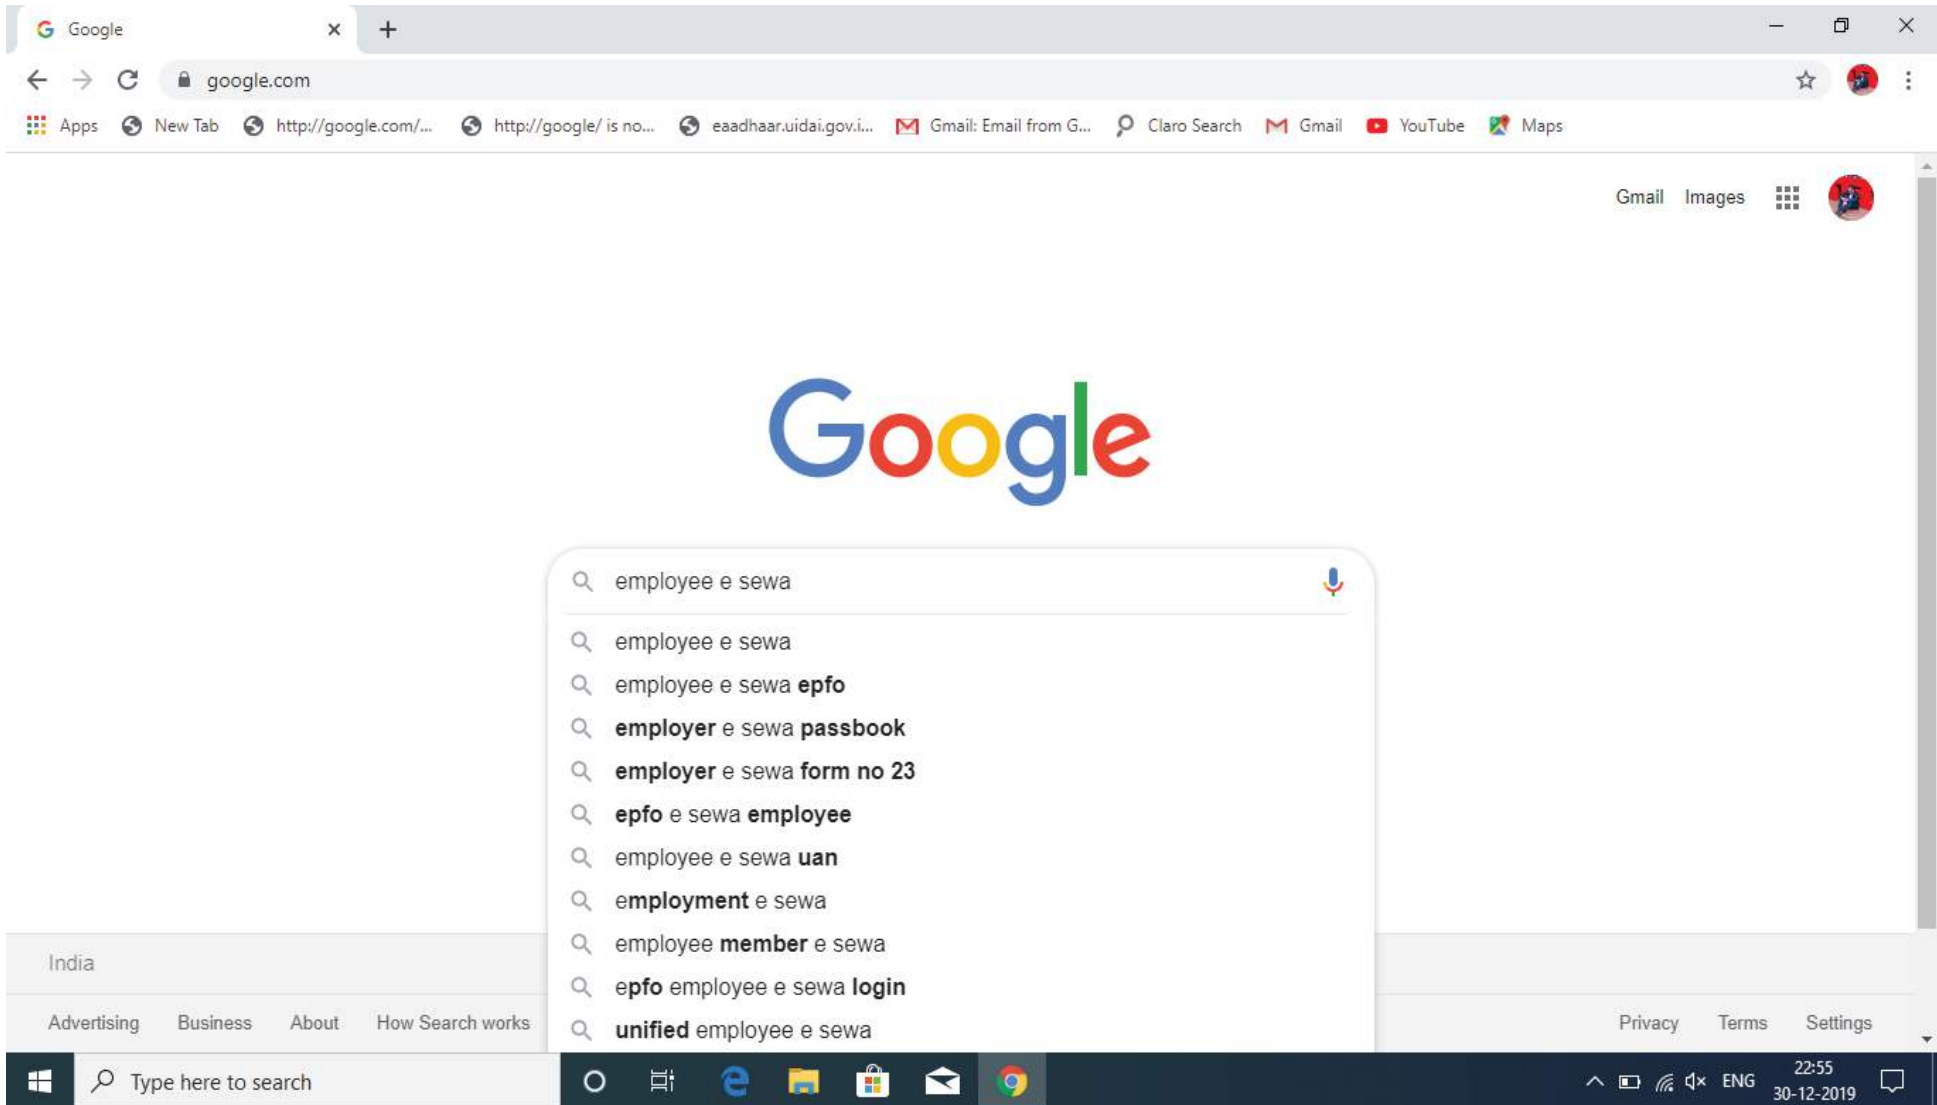 Google
google.com
Apps New Tab http://google.com/... http://google/ is no... eaadhaar.uidai.gov.i... Gmail: Email from G... Claro Search Gmail YouTube Maps
Gmail Images
Google
employee e sewa
employee e sewa
employee e sewa epfo
employer e sewa passbook
employer e sewa form no 23
epfo e sewa employee
employee e sewa uan
employment e sewa
employee member e sewa
epfo employee e sewa login
unified employee e sewa
India
Advertising Business About How Search works
Privacy Terms Settings
Type here to search
ENG
22:55
30-12-2019